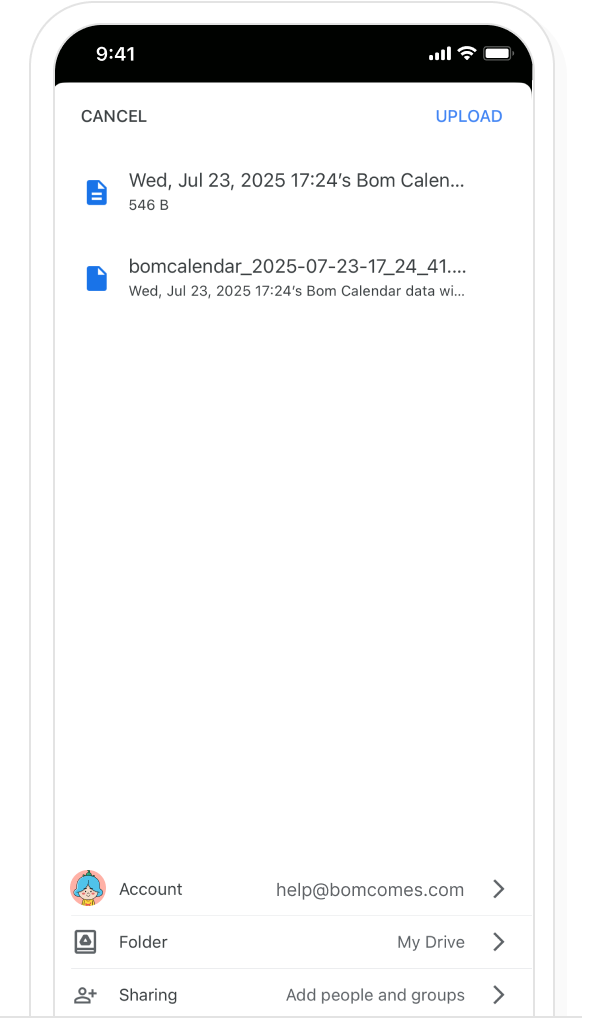 9:41
CANCEL UPLOAD
Wed, Jul 23, 2025 17:24’s Bom Calen...
546 B
bomcalendar_2025-07-23-17_24_41....
Wed, Jul 23, 2025 17:24’s Bom Calendar data wi...
Account help@bomcomes.com
Folder My Drive
Sharing Add people and groups